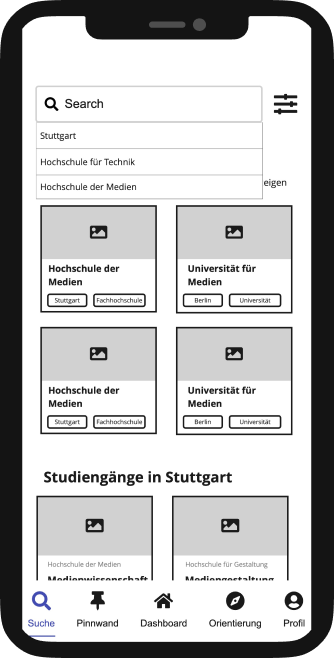 Search
Stuttgart
Hochschule für Technik
Hochschule der Medien
eigen
Hochschule der
Medien
Stuttgart Fachhochschule
Universität für
Medien
Berlin Universität
Hochschule der
Medien
Stuttgart Fachhochschule
Universität für
Medien
Berlin Universität
Studiengänge in Stuttgart
Hochschule der Medien
Medienwissenschaft
Hochschule für Gestaltung
Mediengestaltung
Suche Pinnwand Dashboard Orientierung Profil